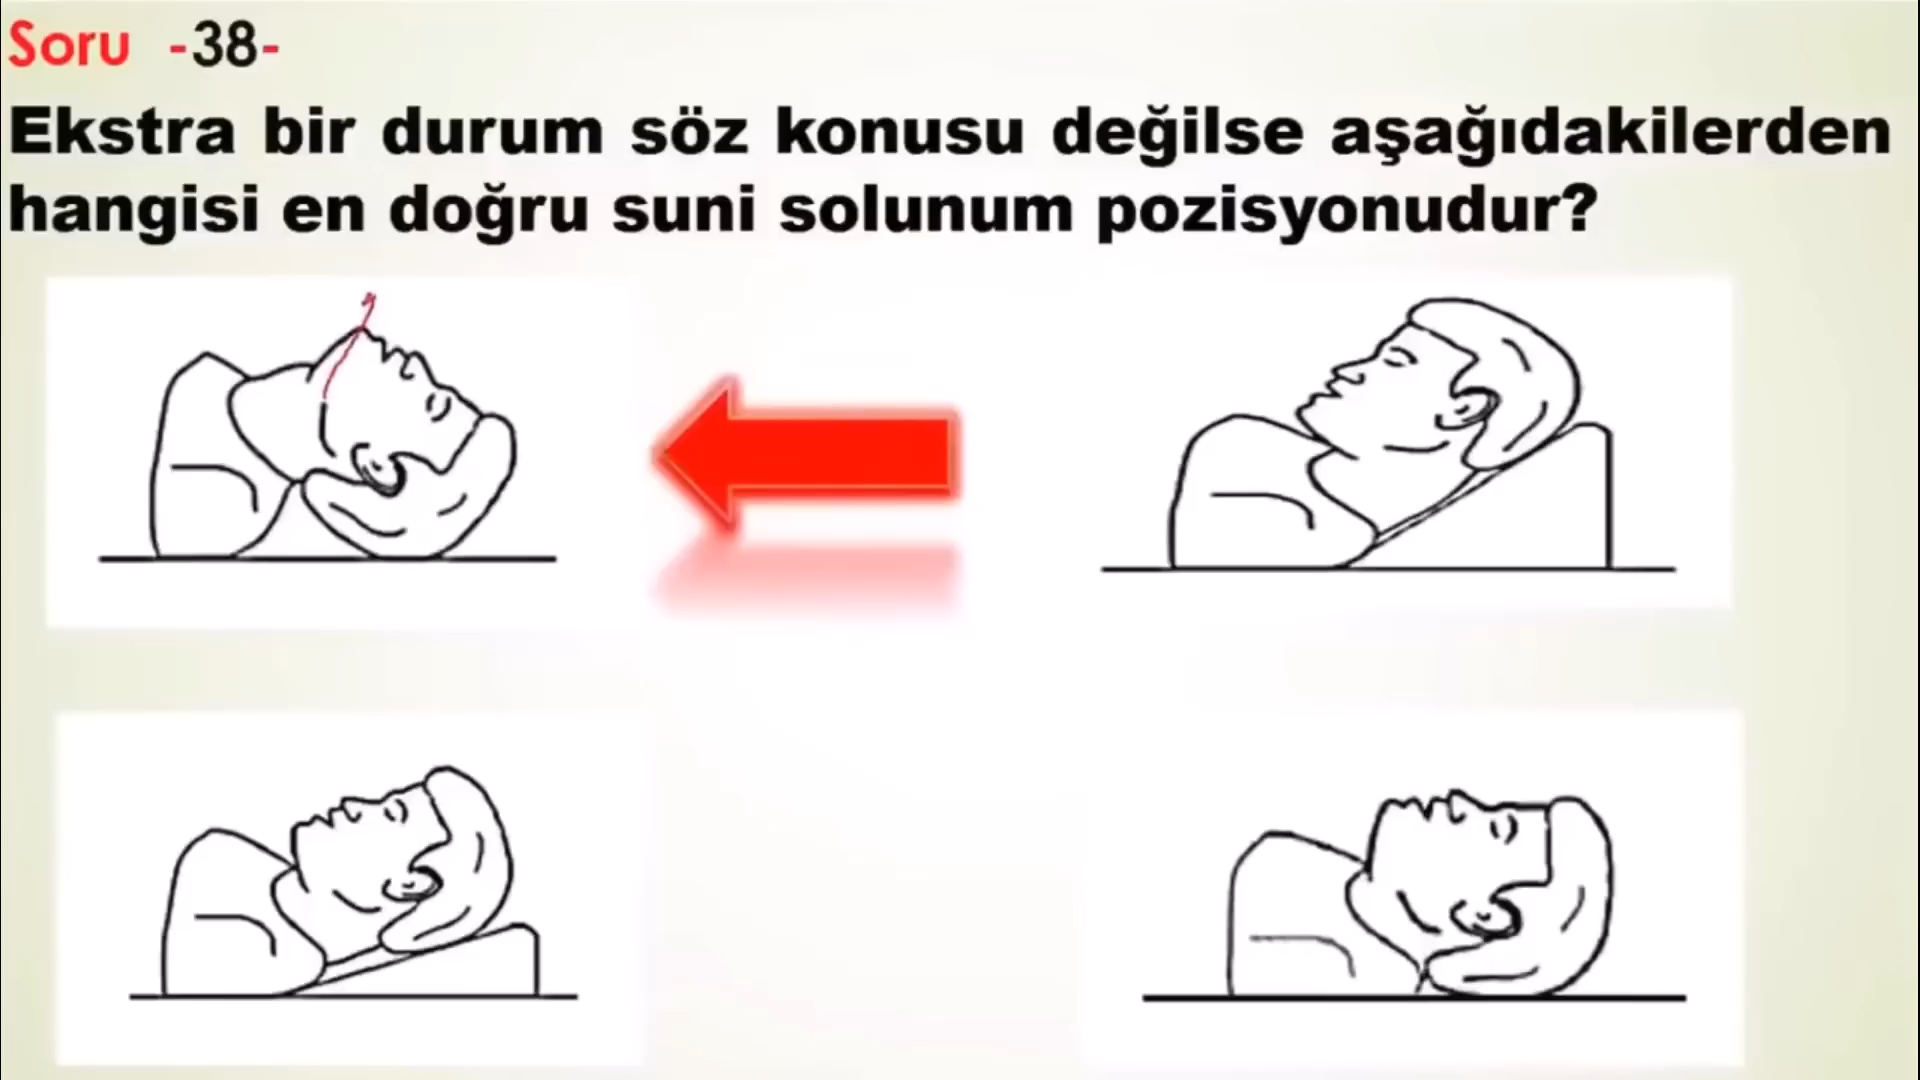 Soru -38-
Ekstra bir durum söz konusu değilse aşağıdakilerden
hangisi en doğru suni solunum pozisyonudur?